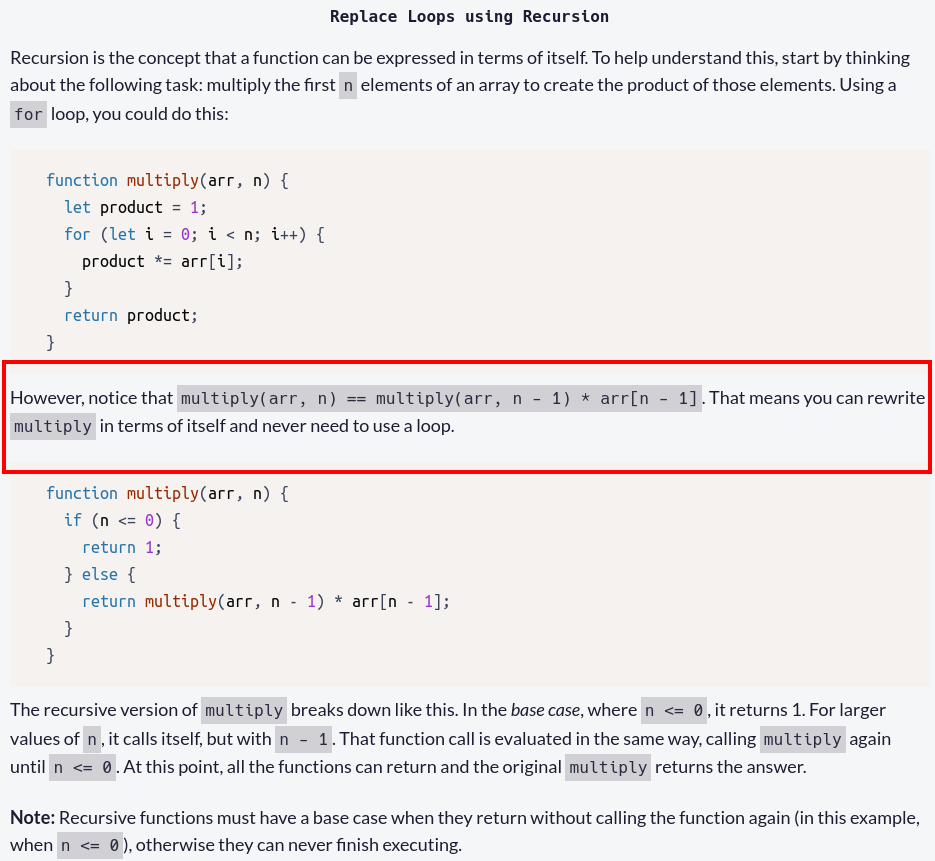 Replace Loops using Recursion
Recursion is the concept that a function can be expressed in terms of itself. To help understand this, start by thinking
about the following task: multiply the first n elements of an array to create the product of those elements. Using a
for loop, you could do this:
function multiply(arr, n) {
  let product = 1;
  for (let i = 0; i < n; i++) {
    product *= arr[i];
  }
  return product;
}
However, notice that multiply(arr, n) == multiply(arr, n - 1) * arr[n - 1]. That means you can rewrite
multiply in terms of itself and never need to use a loop.
function multiply(arr, n) {
  if (n <= 0) {
    return 1;
  } else {
    return multiply(arr, n - 1) * arr[n - 1];
  }
}
The recursive version of multiply breaks down like this. In the base case, where n <= 0, it returns 1. For larger
values of n, it calls itself, but with n - 1. That function call is evaluated in the same way, calling multiply again
until n <= 0. At this point, all the functions can return and the original multiply returns the answer.
Note: Recursive functions must have a base case when they return without calling the function again (in this example,
when n <= 0), otherwise they can never finish executing.